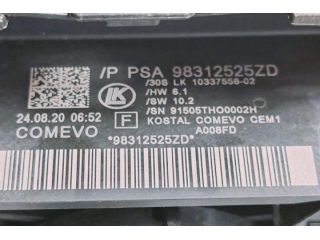 /P PSA 98312525ZD
/30S LK 10337558-02
/HW 6.1
/SW 10.2
/SN 91505THO0002H
24.08.20 06:52
F
KOSTAL COMEVO CEM1
COMEVO
A008FD
*98312525ZD*